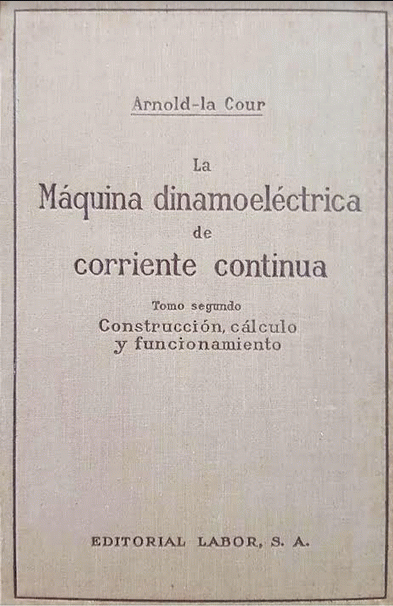 Arnold-la Cour
La
Máquina dinamoeléctrica
de
corriente continua
Tomo segundo
Construcción, cálculo
y funcionamiento
EDITORIAL LABOR, S. A.